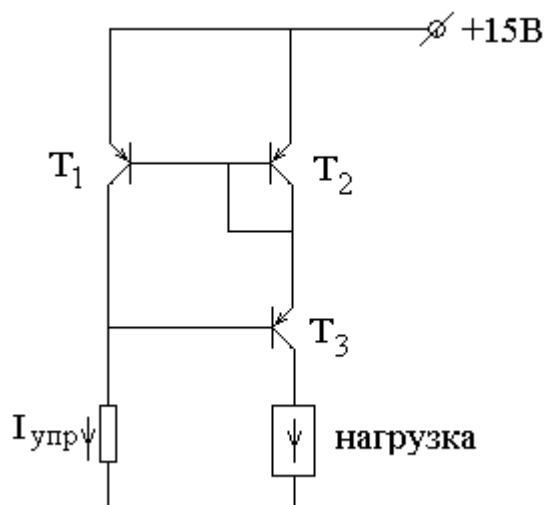 +15В
T1
T2
T3
Iупр
нагрузка